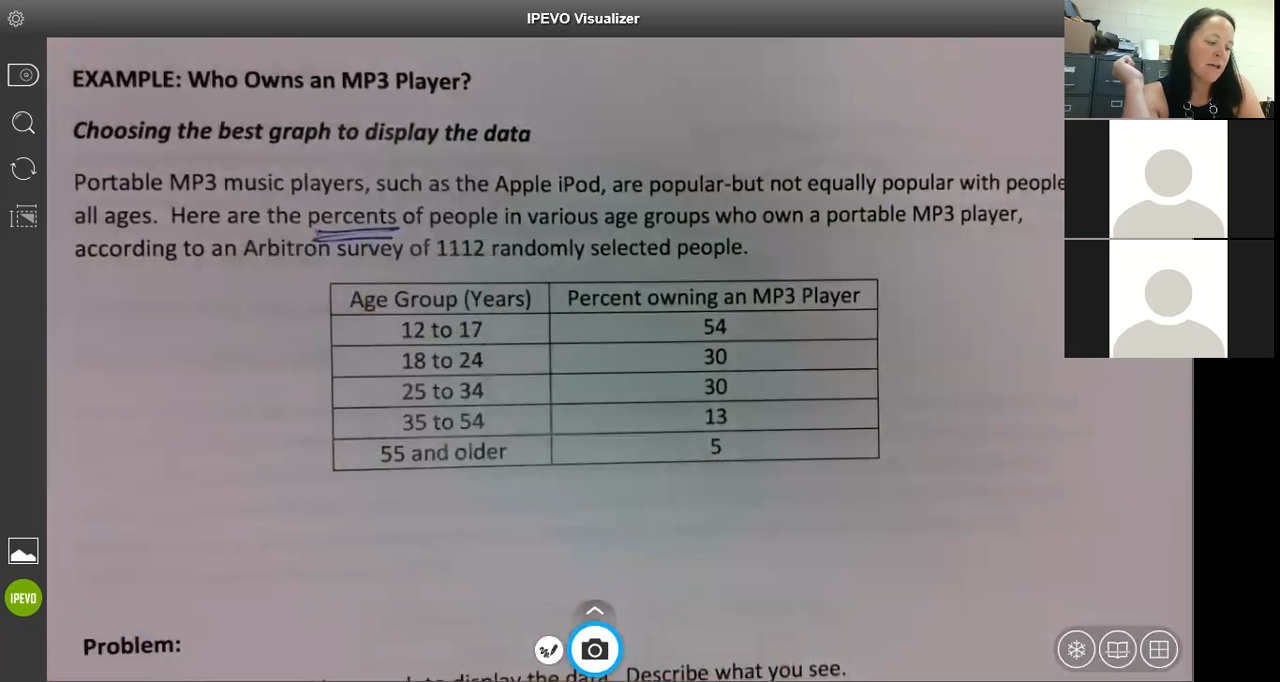 IPEVO Visualizer
EXAMPLE: Who Owns an MP3 Player?
Choosing the best graph to display the data
Portable MP3 music players, such as the Apple iPod, are popular-but not equally popular with people
all ages. Here are the percents of people in various age groups who own a portable MP3 player,
according to an Arbitron survey of 1112 randomly selected people.
Age Group (Years) Percent owning an MP3 Player
12 to 17 54
18 to 24 30
25 to 34 30
35 to 54 13
55 and older 5
IPEVO
Problem:
to display the data. Describe what you see.